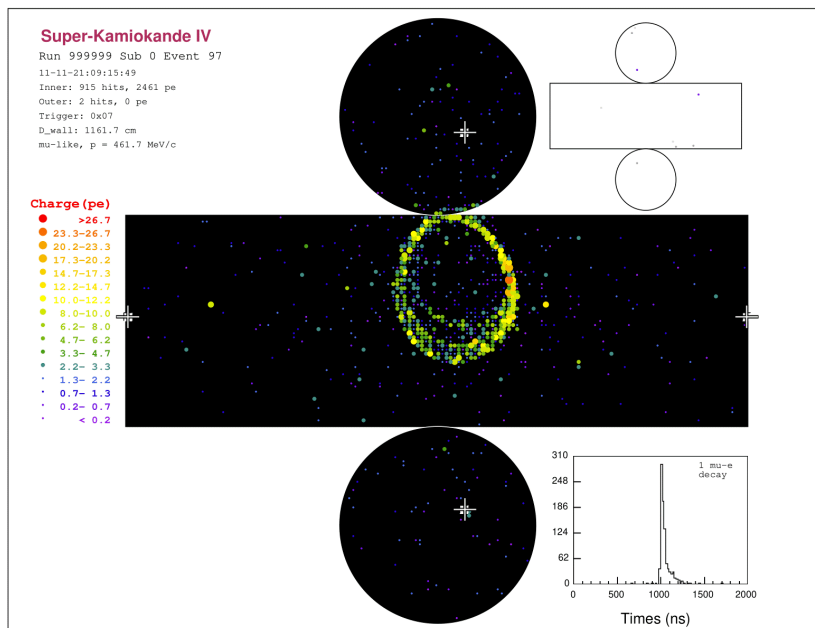 Super-Kamiokande IV
Run 999999 Sub 0 Event 97
11-11-21:09:15:49
Inner: 915 hits, 2461 pe
Outer: 2 hits, 0 pe
Trigger: 0x07
D_wall: 1161.7 cm
mu-like, p = 461.7 MeV/c
Charge(pe)
>26.7
23.3-26.7
20.2-23.3
17.3-20.2
14.7-17.3
12.2-14.7
10.0-12.2
8.0-10.0
6.2- 8.0
4.7- 6.2
3.3- 4.7
2.2- 3.3
1.3- 2.2
0.7- 1.3
0.2- 0.7
< 0.2
310
248
186
124
62
0
1 mu-e
decay
0 500 1000 1500 2000
Times (ns)